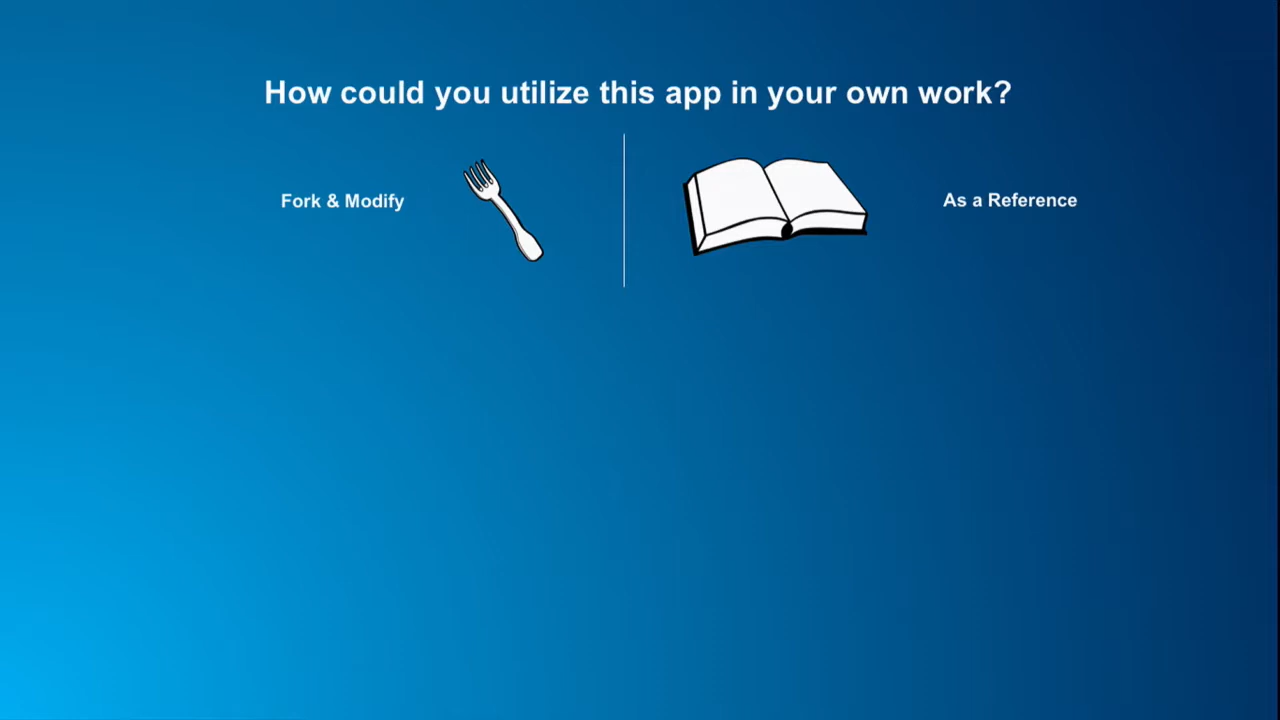 How could you utilize this app in your own work?
Fork & Modify
As a Reference